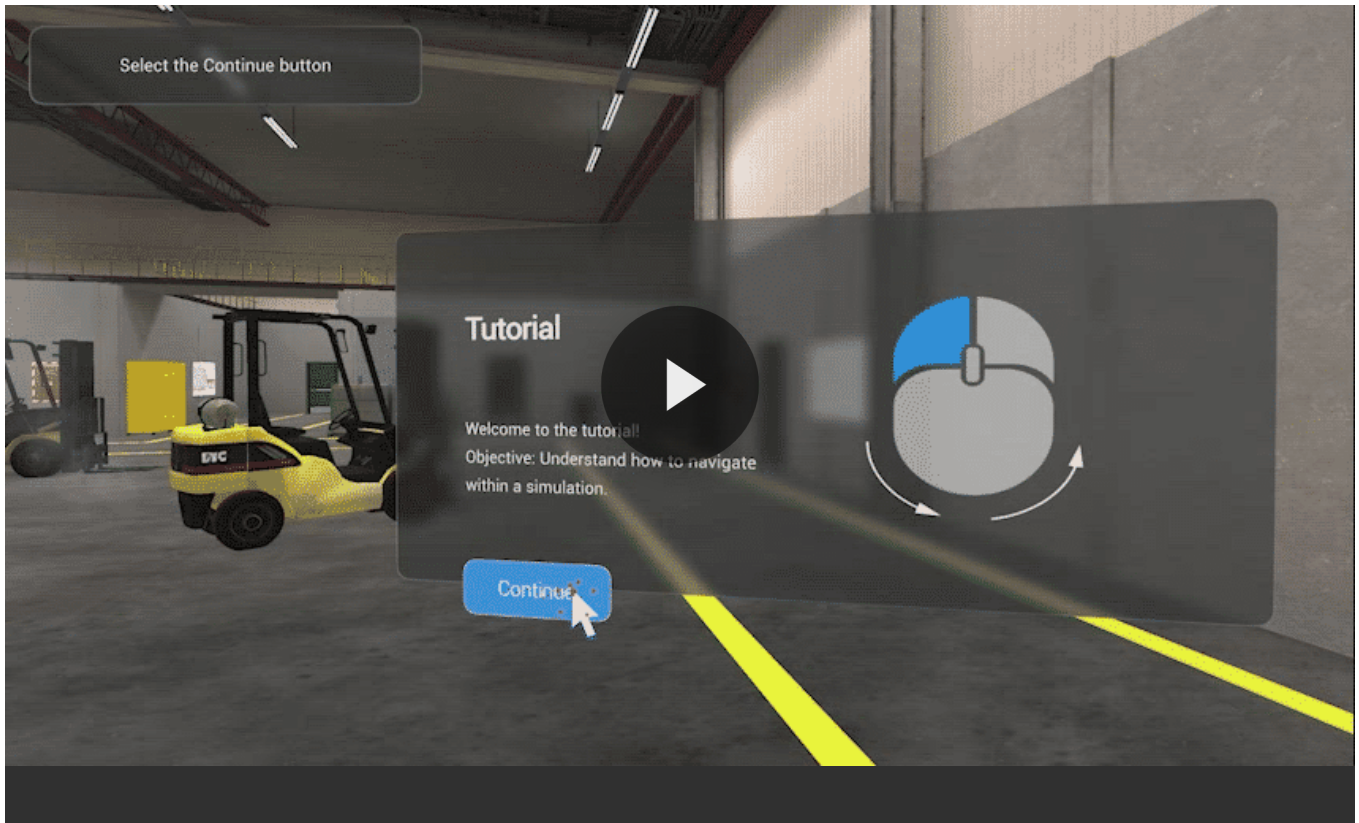 Select the Continue button
Tutorial
Welcome to the tutorial!
Objective: Understand how to navigate
within a simulation.
Continue